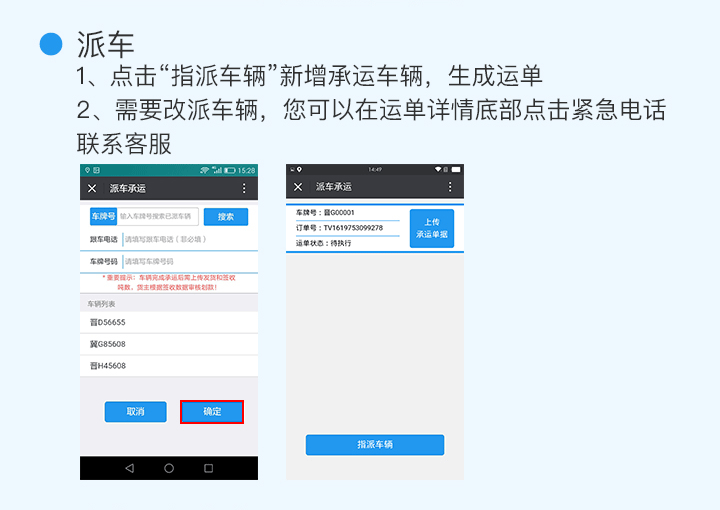 派车
1、点击“指派车辆”新增承运车辆，生成运单
2、需要改派车辆，您可以在运单详情底部点击紧急电话
联系客服
15:28
派车承运
车牌号 输入车牌号搜索已派车辆 搜索
跟车电话 请填写跟车电话（非必填）
车牌号码 请填写车牌号码
*重要提示：车辆完成承运后需上传发货和签收
吨数，货主根据签收数据审核划款！
车辆列表
晋D56655
冀G85608
晋H45608
取消 确定
14:49
派车承运
车牌号：晋G00001
订单号：TV1619753099278
运单状态：待执行
上传
承运单据
指派车辆